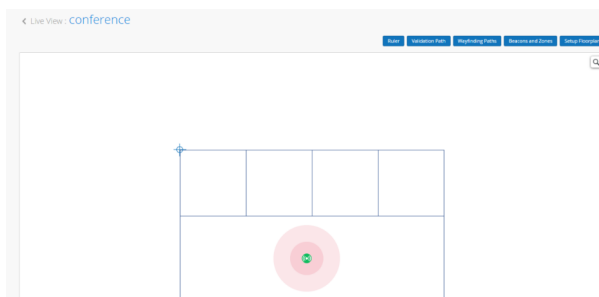 Live View : conference
Ruler Validation Path Wayfinding Paths Beacons and Zones Setup Floorplan